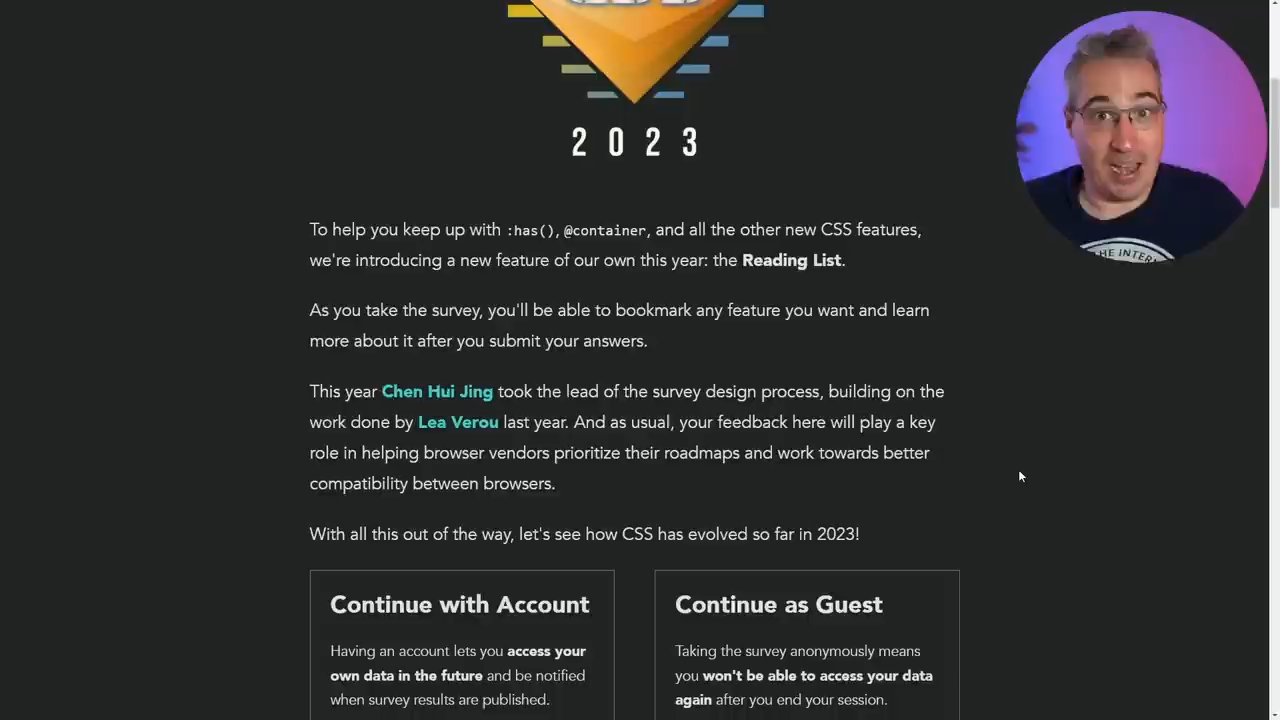 2023
To help you keep up with :has(), @container, and all the other new CSS features,
we're introducing a new feature of our own this year: the Reading List.
As you take the survey, you'll be able to bookmark any feature you want and learn
more about it after you submit your answers.
This year Chen Hui Jing took the lead of the survey design process, building on the
work done by Lea Verou last year. And as usual, your feedback here will play a key
role in helping browser vendors prioritize their roadmaps and work towards better
compatibility between browsers.
With all this out of the way, let's see how CSS has evolved so far in 2023!
Continue with Account
Having an account lets you access your
own data in the future and be notified
when survey results are published.
Continue as Guest
Taking the survey anonymously means
you won't be able to access your data
again after you end your session.
THE INTER